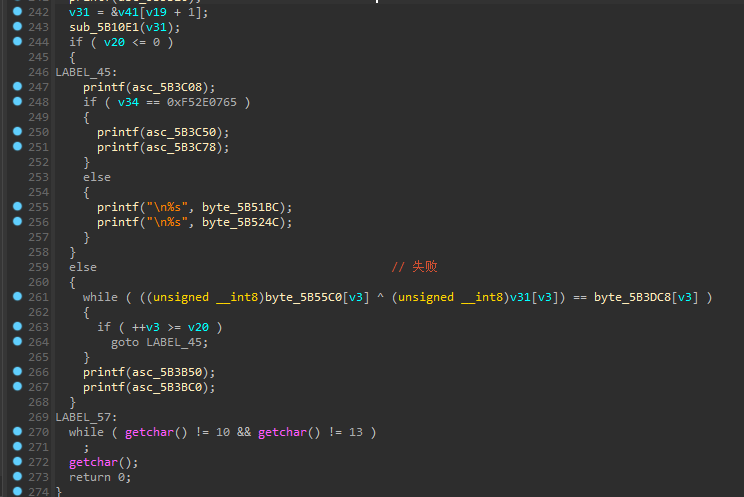 242 v31 = &v41[v19 + 1];
243 sub_5B10E1(v31);
244 if ( v20 <= 0 )
245 {
246 LABEL_45:
247 printf(asc_5B3C08);
248 if ( v34 == 0xF52E0765 )
249 {
250 printf(asc_5B3C50);
251 printf(asc_5B3C78);
252 }
253 else
254 {
255 printf("\n%s", byte_5B51BC);
256 printf("\n%s", byte_5B524C);
257 }
258 }
259 else // 失败
260 {
261 while ( ((unsigned __int8)byte_5B55C0[v3] ^ (unsigned __int8)v31[v3]) == byte_5B3DC8[v3] )
262 {
263 if ( ++v3 >= v20 )
264 goto LABEL_45;
265 }
266 printf(asc_5B3B50);
267 printf(asc_5B3BC0);
268 }
269 LABEL_57:
270 while ( getchar() != 10 && getchar() != 13 )
271 ;
272 getchar();
273 return 0;
274 }